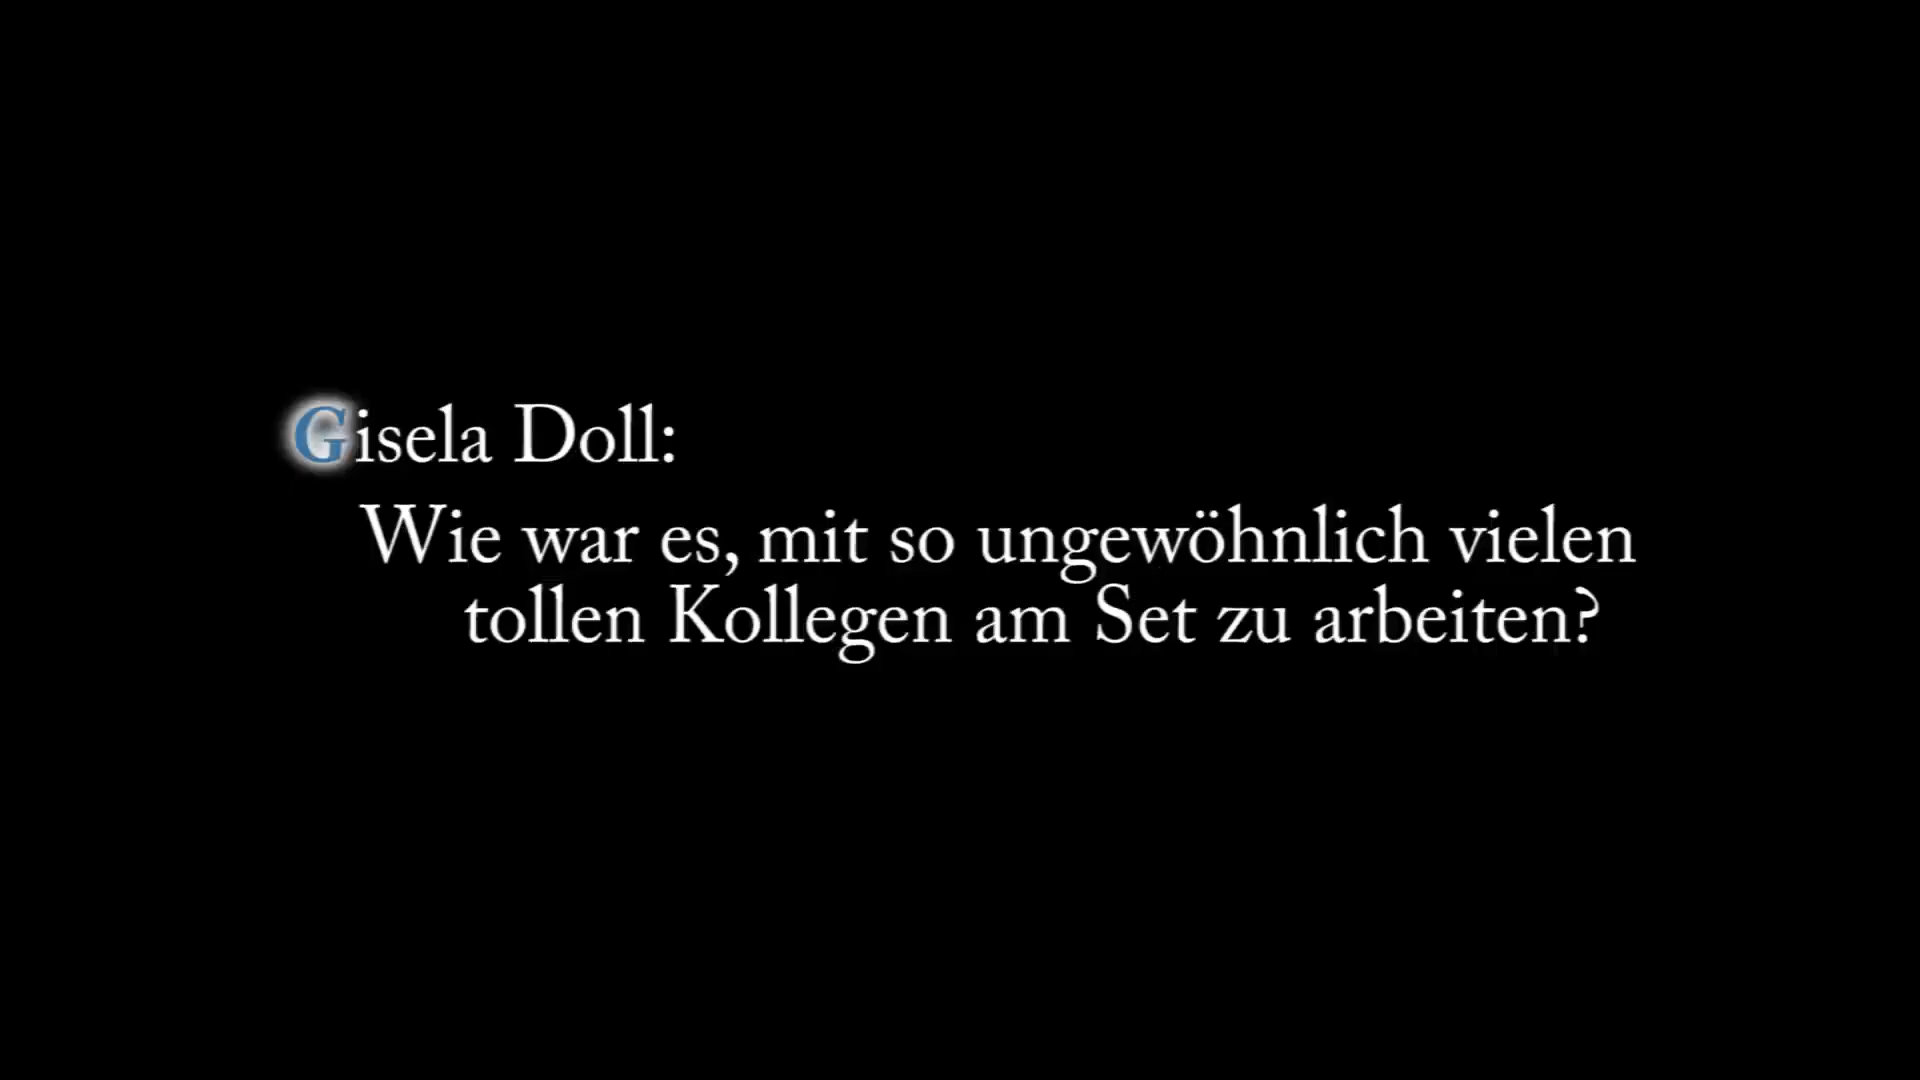 Gisela Doll:
Wie war es, mit so ungewöhnlich vielen
tollen Kollegen am Set zu arbeiten?